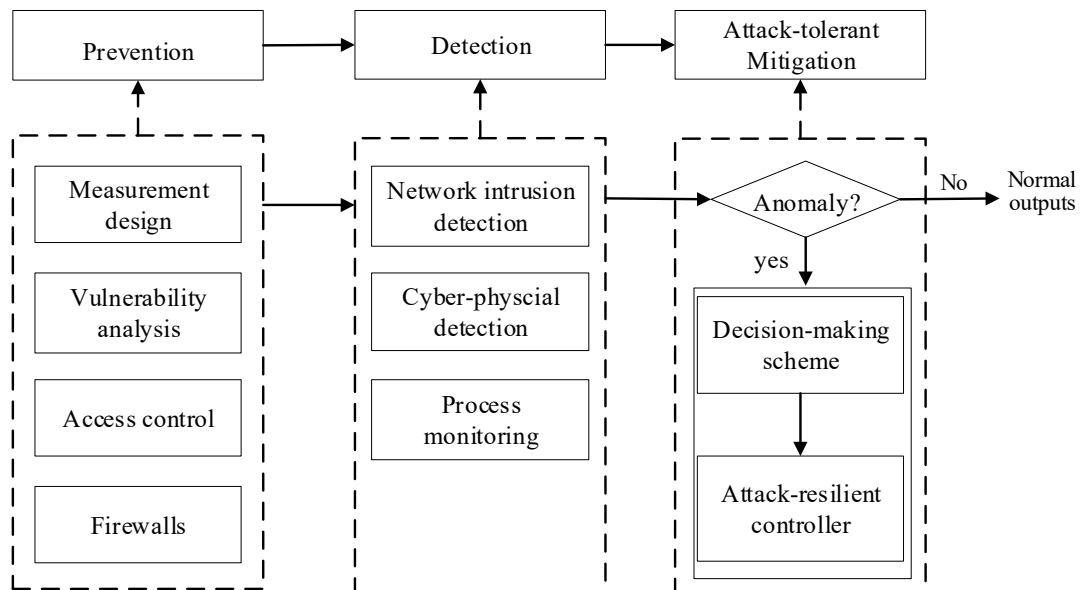 Prevention
Detection
Attack-tolerant
Mitigation
Measurement
design
Vulnerability
analysis
Access control
Firewalls
Network intrusion
detection
Cyber-physcial
detection
Process
monitoring
Anomaly?
No
Normal
outputs
yes
Decision-making
scheme
Attack-resilient
controller